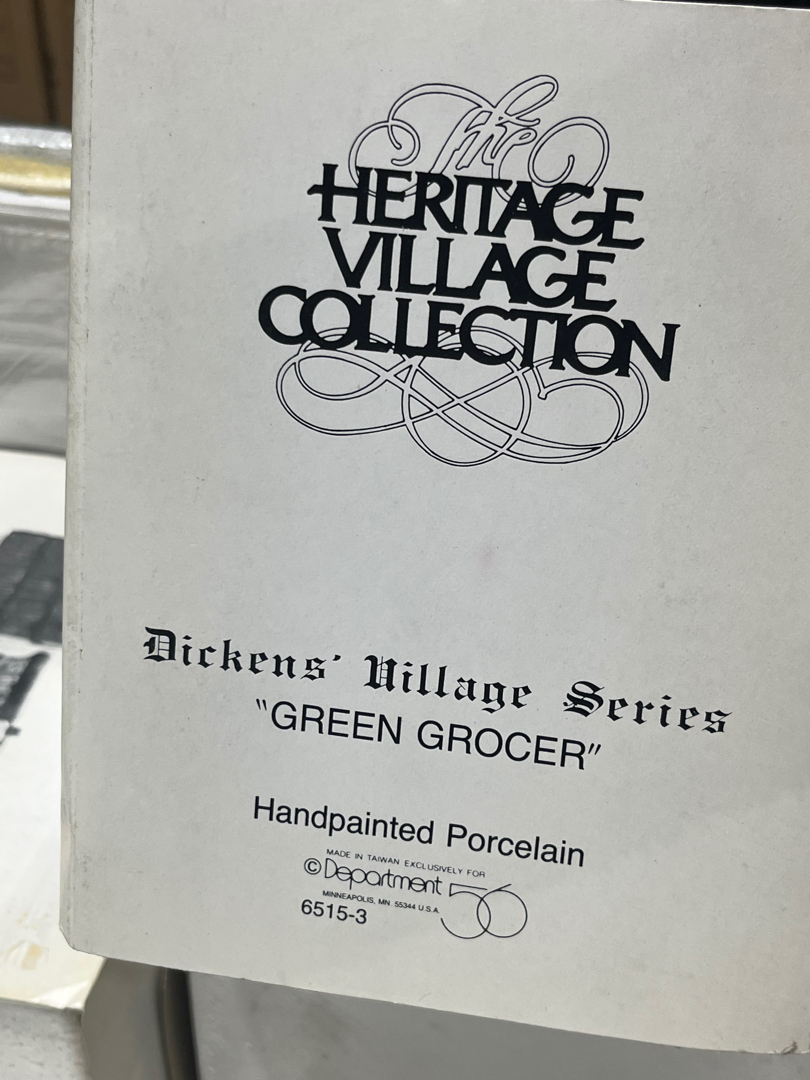 The
HERITAGE
VILLAGE
COLLECTION
Dickens' Village Series
"GREEN GROCER"
Handpainted Porcelain
MADE IN TAIWAN EXCLUSIVELY FOR
© Department 56
MINNEAPOLIS, MN 55344 U.S.A.
6515-3